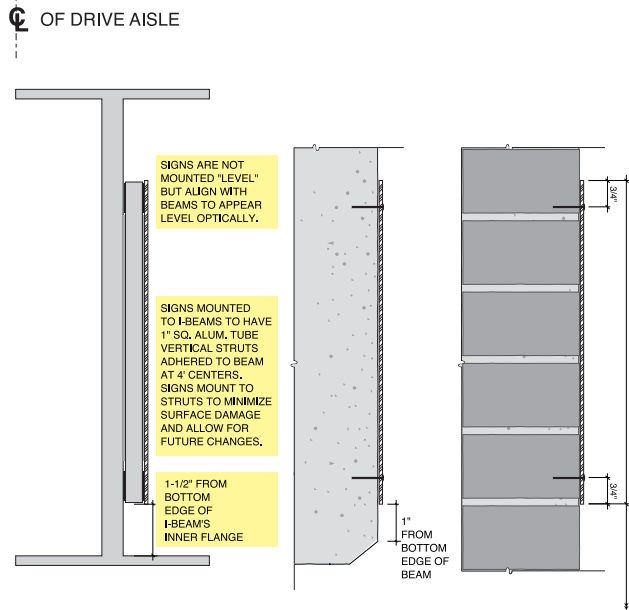 ℄ OF DRIVE AISLE
SIGNS ARE NOT
MOUNTED "LEVEL"
BUT ALIGN WITH
BEAMS TO APPEAR
LEVEL OPTICALLY.
SIGNS MOUNTED
TO I-BEAMS TO HAVE
1" SQ. ALUM. TUBE
VERTICAL STRUTS
ADHERED TO BEAM
AT 4' CENTERS.
SIGNS MOUNT TO
STRUTS TO MINIMIZE
SURFACE DAMAGE
AND ALLOW FOR
FUTURE CHANGES.
1-1/2" FROM
BOTTOM
EDGE OF
I-BEAM'S
INNER FLANGE
1"
FROM
BOTTOM
EDGE OF
BEAM
3/4"
3/4"